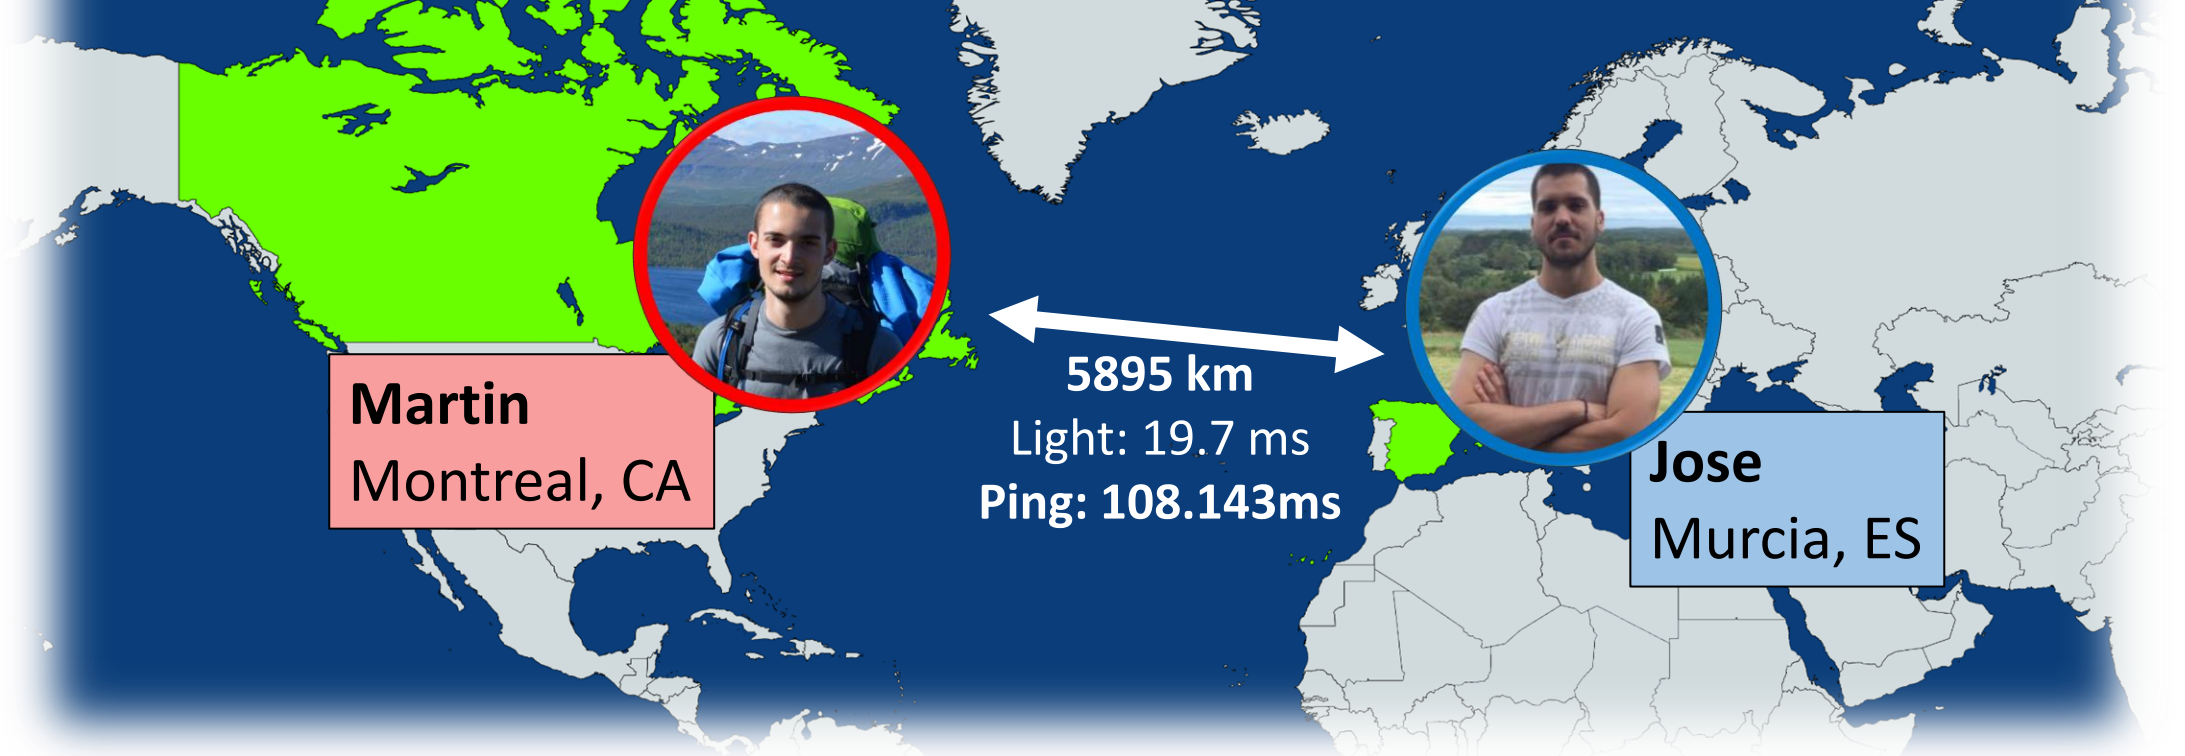 Martin
Montreal, CA
5895 km
Light: 19.7 ms
Ping: 108.143ms
Jose
Murcia, ES